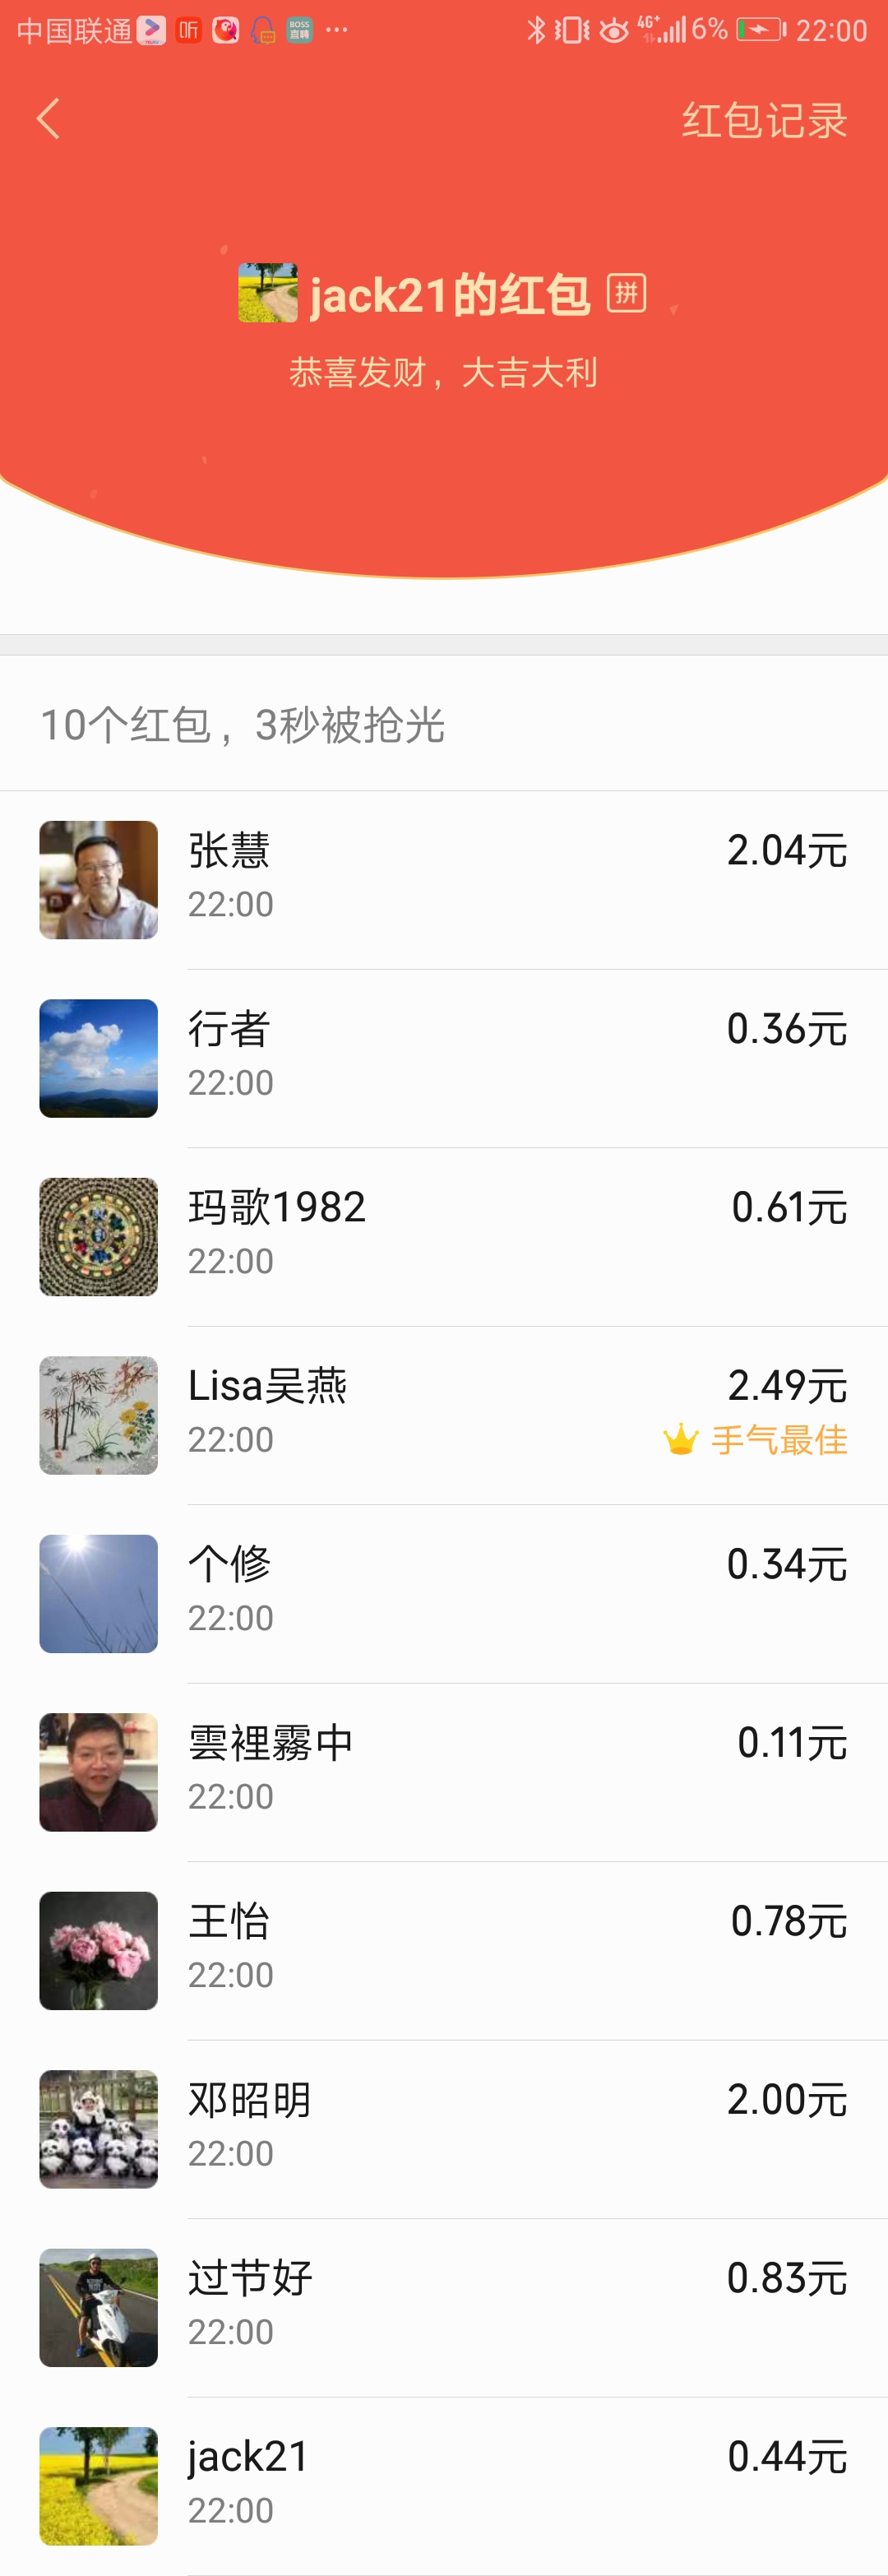 中国联通 听 BOSS直聘 ··· 4G+ 6% 22:00
红包记录
jack21的红包 拼
恭喜发财，大吉大利
10个红包，3秒被抢光
张慧 2.04元
22:00
行者 0.36元
22:00
玛歌1982 0.61元
22:00
Lisa吴燕 2.49元
22:00 手气最佳
个修 0.34元
22:00
雲裡霧中 0.11元
22:00
王怡 0.78元
22:00
邓昭明 2.00元
22:00
过节好 0.83元
22:00
jack21 0.44元
22:00